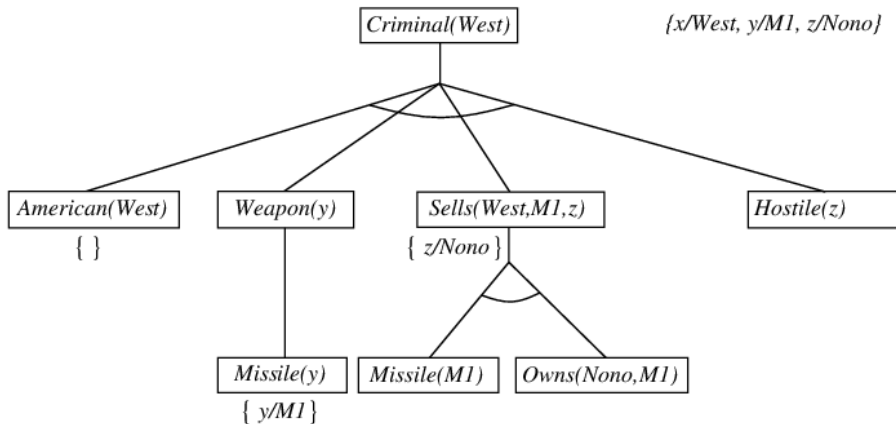 Criminal(West)
{x/West, y/M1, z/Nono}
American(West)
Weapon(y)
Sells(West,M1,z)
Hostile(z)
{ }
{ z/Nono }
Missile(y)
Missile(M1)
Owns(Nono,M1)
{ y/M1 }